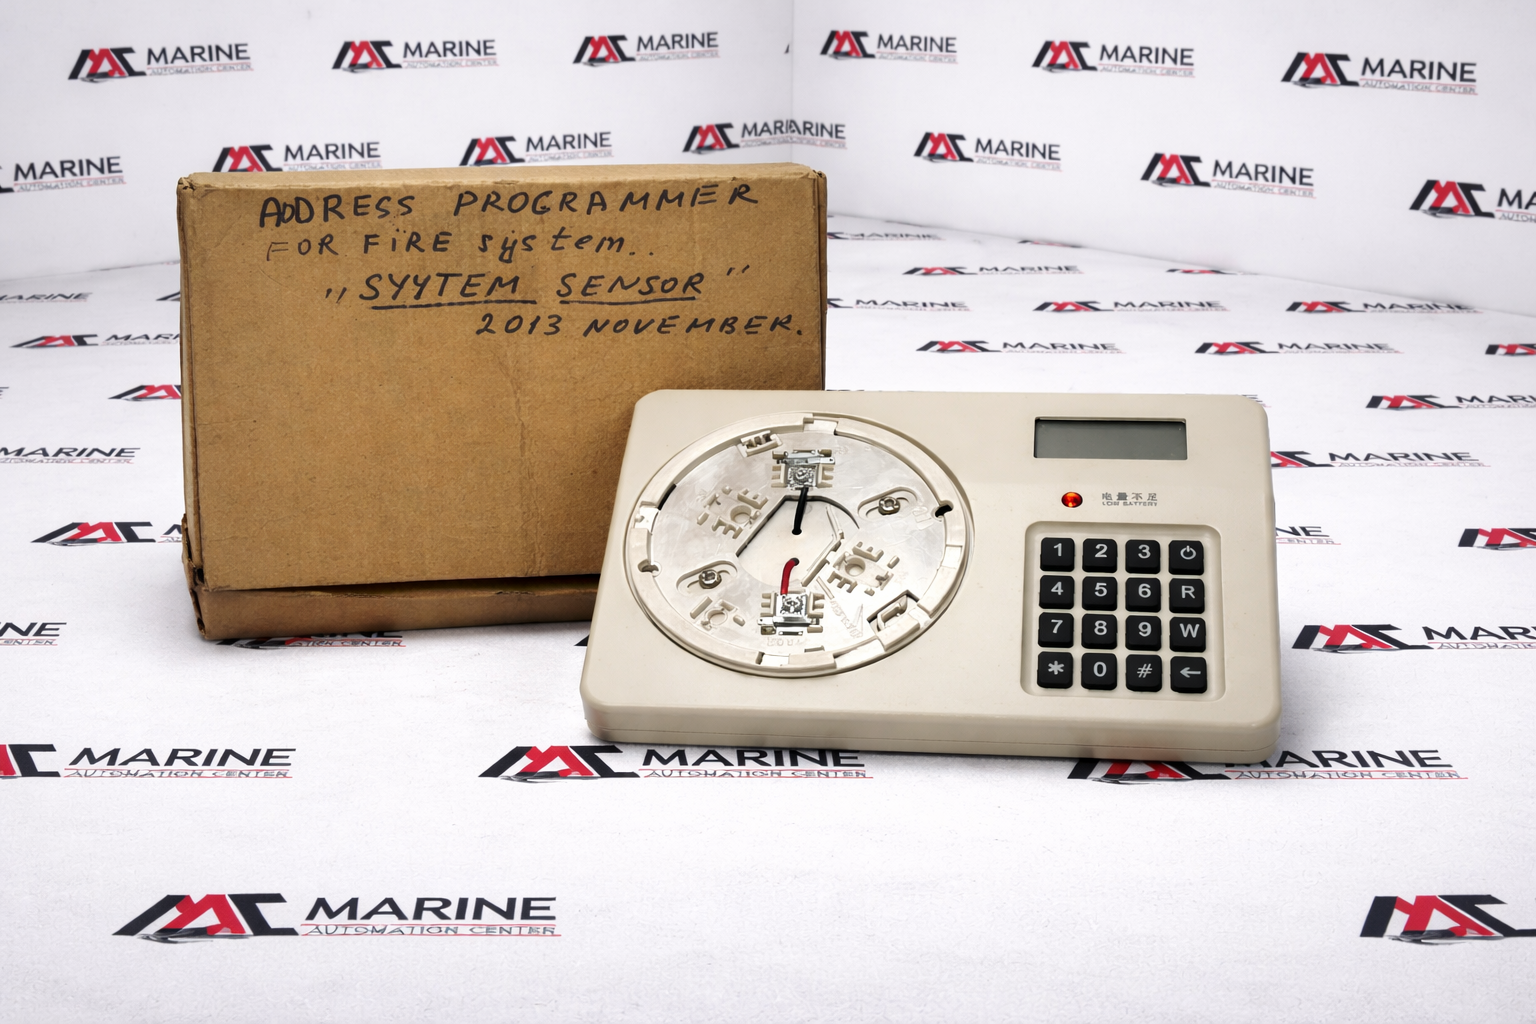 ADDRESS PROGRAMMER
FOR FiRE system..
„SYYTEM SENSOR"
2013 NOVEMBER.
电量不足
LOW BATTERY
1 2 3
4 5 6 R
7 8 9 W
* 0 # ←
MARINE
AUTOMATION CENTER